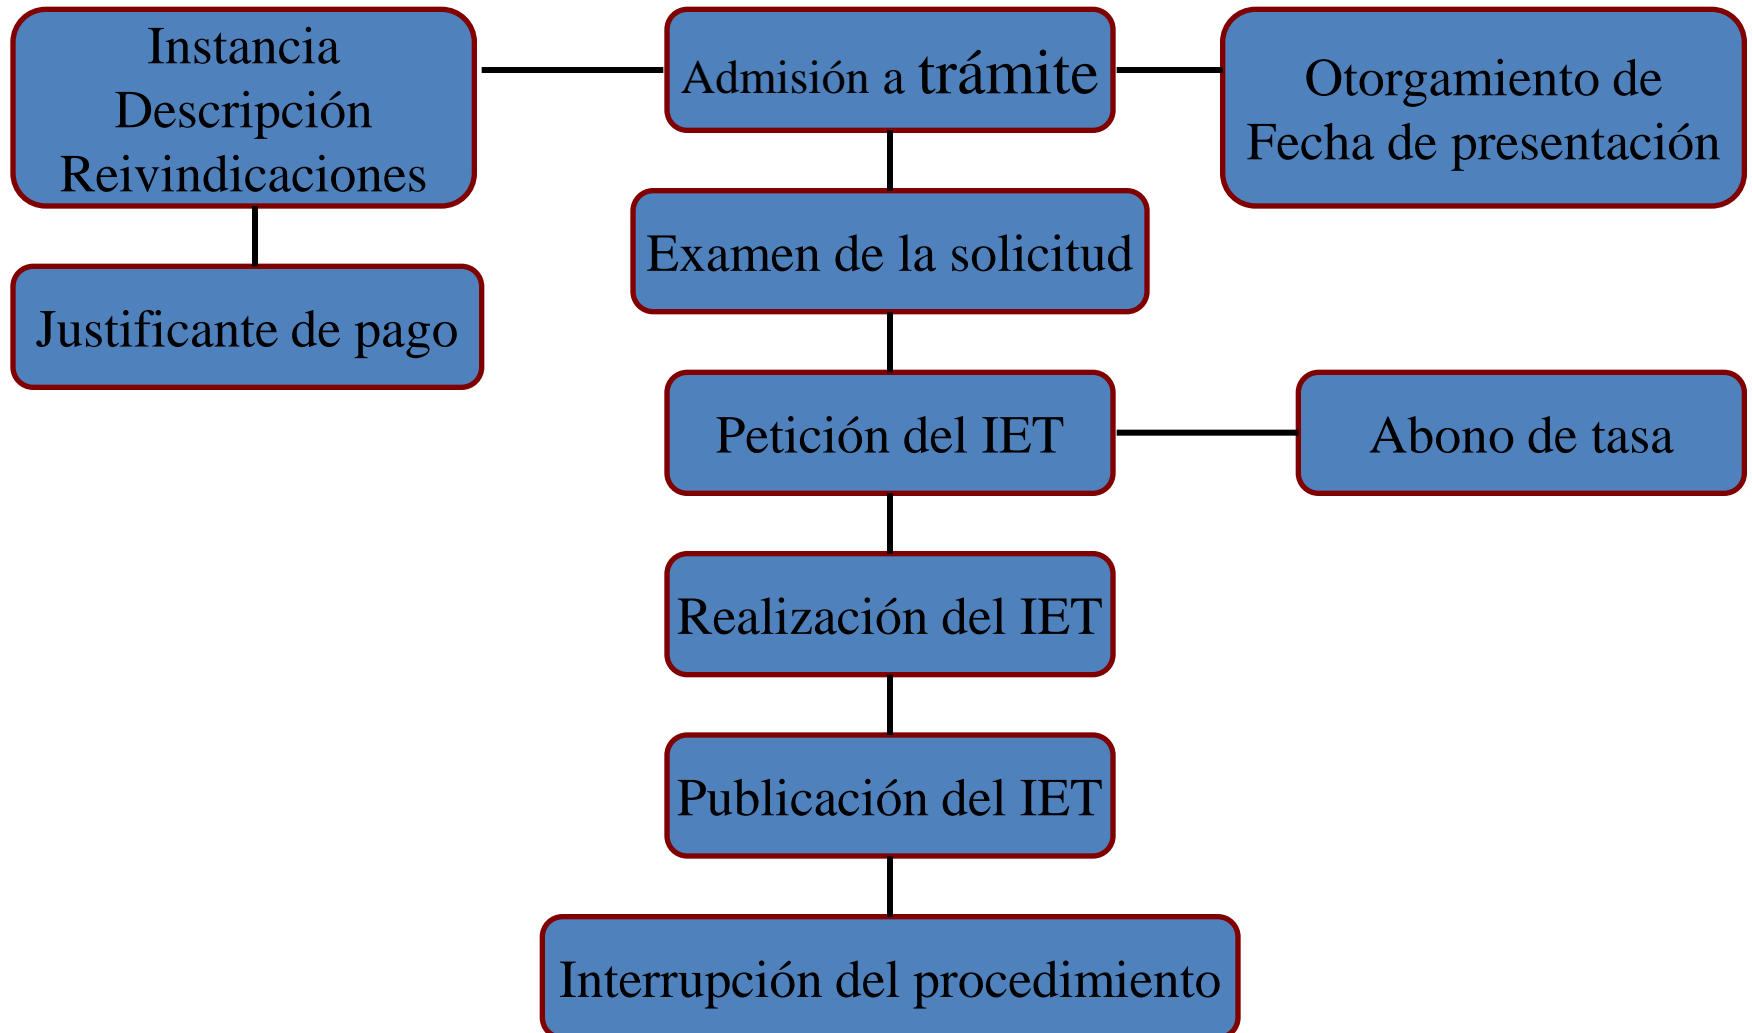 Instancia
Descripción
Reivindicaciones
Admisión a trámite
Otorgamiento de
Fecha de presentación
Examen de la solicitud
Justificante de pago
Petición del IET
Abono de tasa
Realización del IET
Publicación del IET
Interrupción del procedimiento